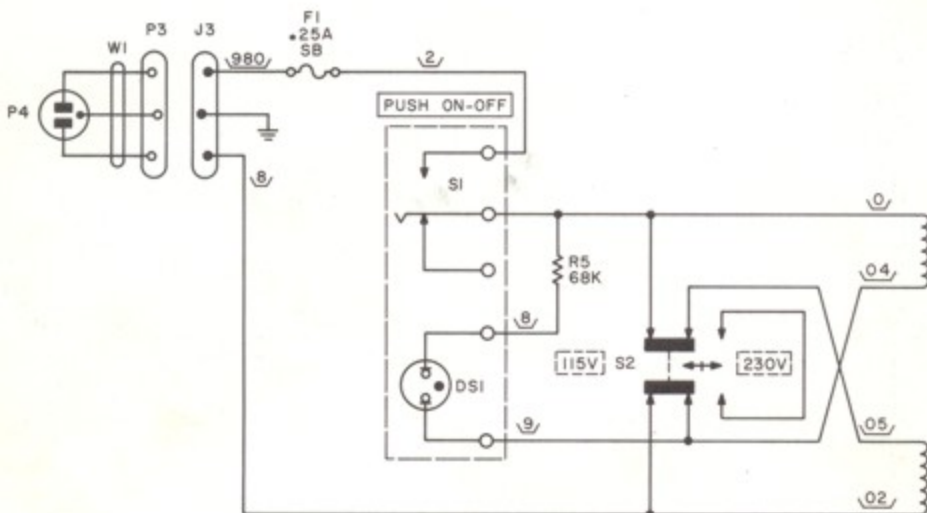 P4
W1
P3
J3
980
F1
.25A
SB
2
PUSH ON-OFF
S1
8
R5
68K
8
DS1
9
115V
S2
230V
0
04
05
02